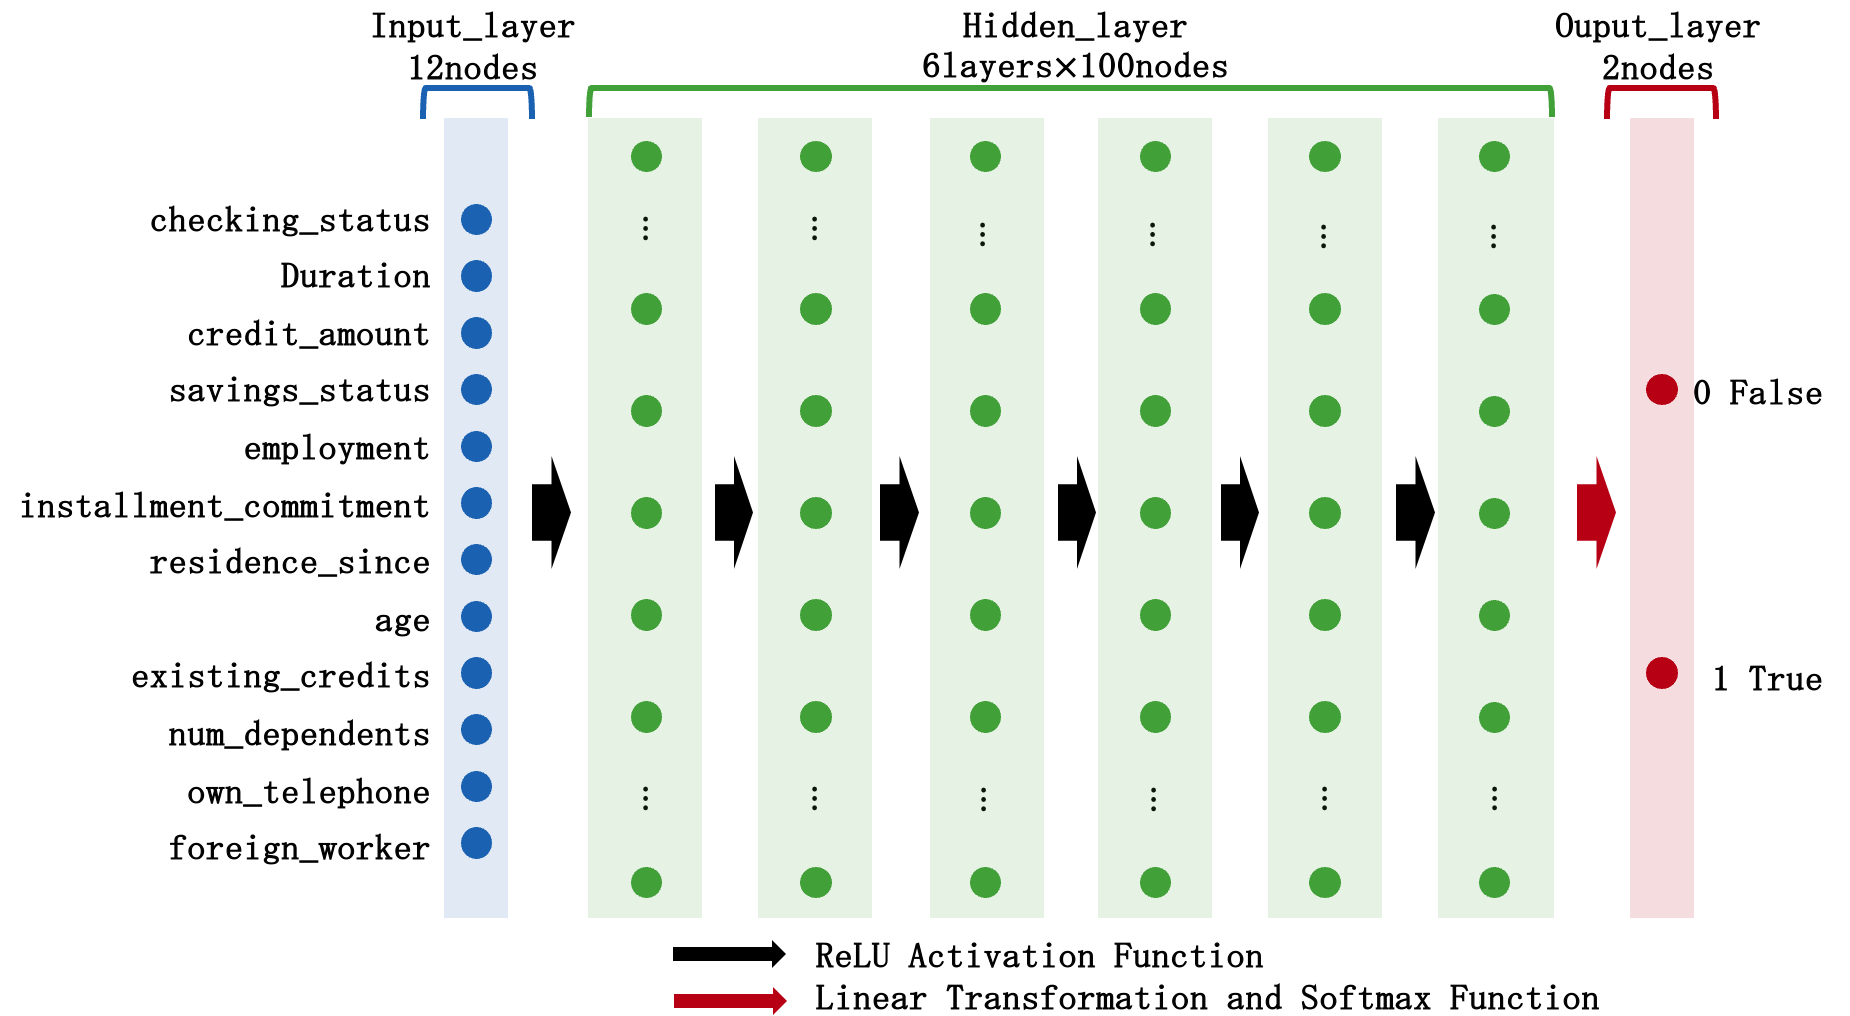 Input_layer
12nodes
Hidden_layer
6layers×100nodes
Ouput_layer
2nodes
checking_status
Duration
credit_amount
savings_status
employment
installment_commitment
residence_since
age
existing_credits
num_dependents
own_telephone
foreign_worker
0 False
1 True
ReLU Activation Function
Linear Transformation and Softmax Function